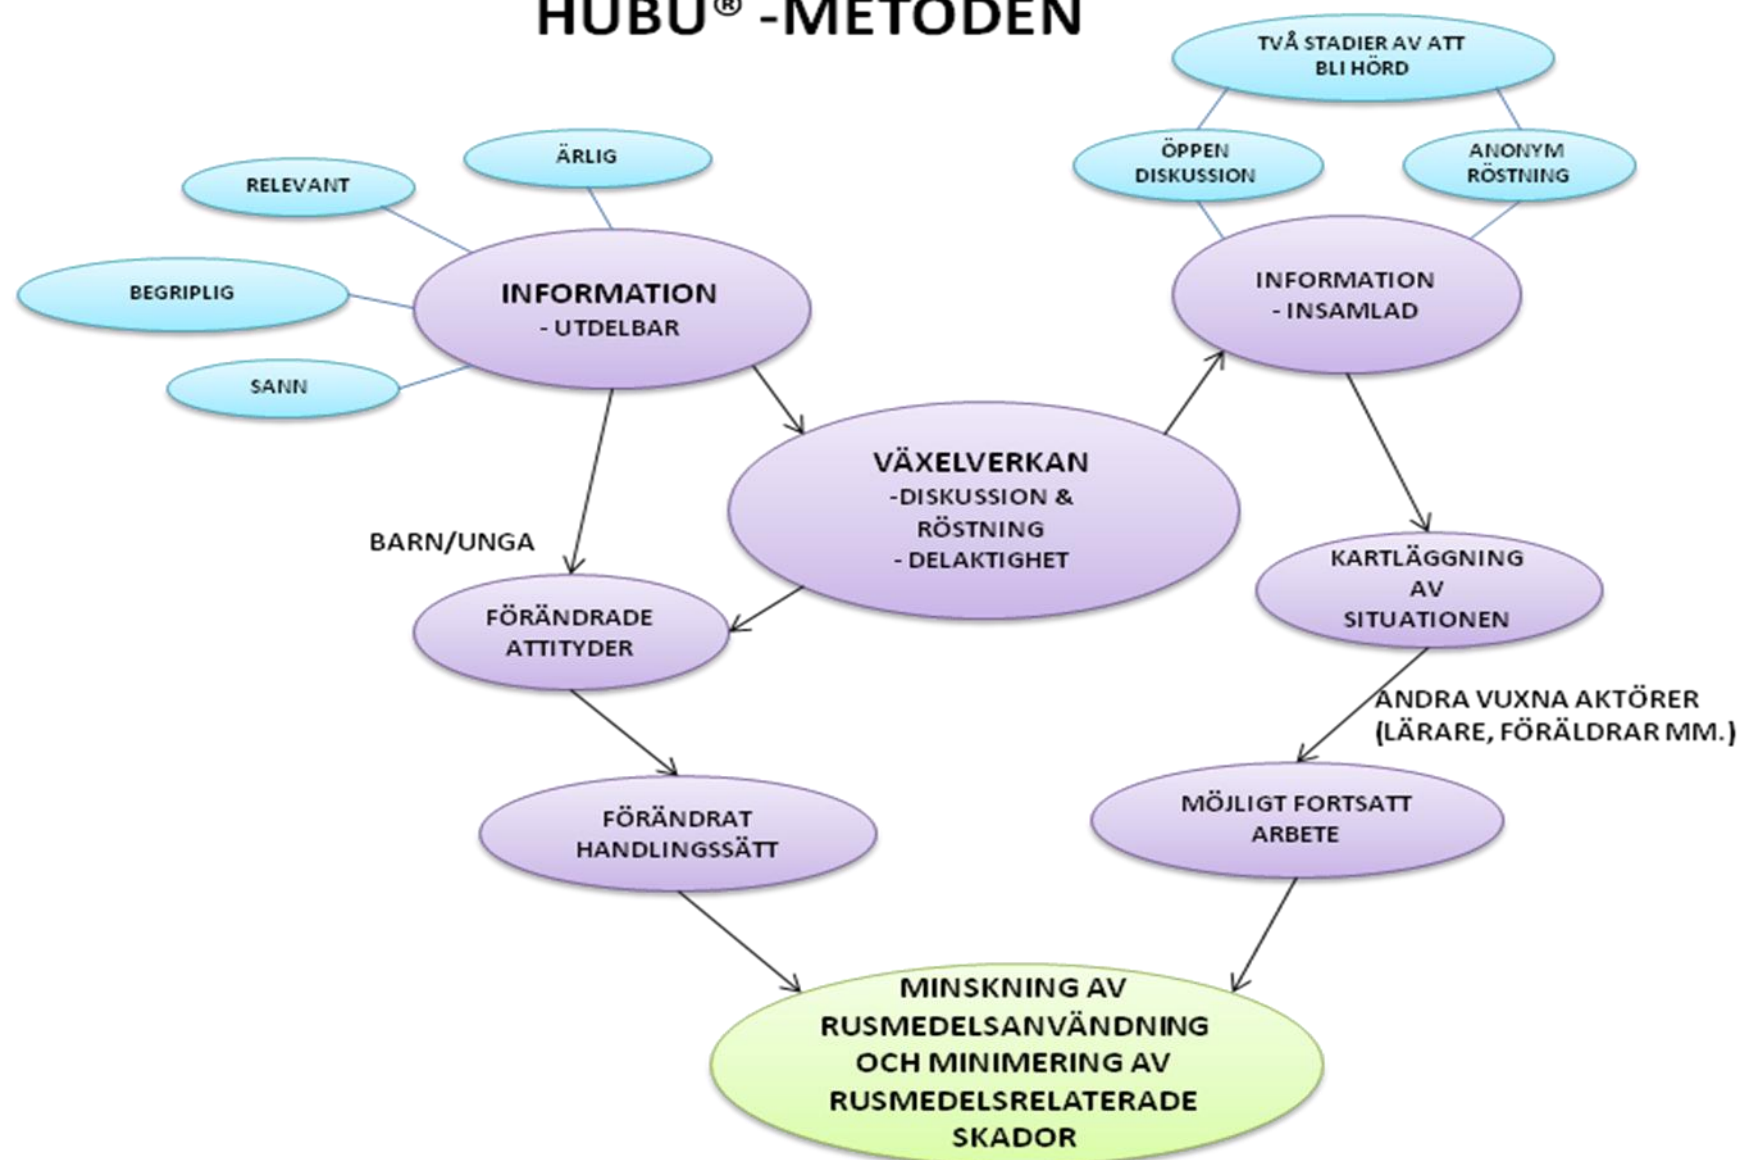 HUBU® -METODEN
TVÅ STADIER AV ATT
BLI HÖRD
ÄRLIG
RELEVANT
ÖPPEN
DISKUSSION
ANONYM
RÖSTNING
BEGRIPLIG
INFORMATION
- UTDELBAR
INFORMATION
- INSAMLAD
SANN
VÄXELVERKAN
-DISKUSSION &
RÖSTNING
- DELAKTIGHET
BARN/UNGA
KARTLÄGGNING
AV
SITUATIONEN
FÖRÄNDRADE
ATTITYDER
ANDRA VUXNA AKTÖRER
(LÄRARE, FÖRÄLDRAR MM.)
FÖRÄNDRAT
HANDLINGSSÄTT
MÖJLIGT FORTSATT
ARBETE
MINSKNING AV
RUSMEDELSANVÄNDNING
OCH MINIMERING AV
RUSMEDELSRELATERADE
SKADOR